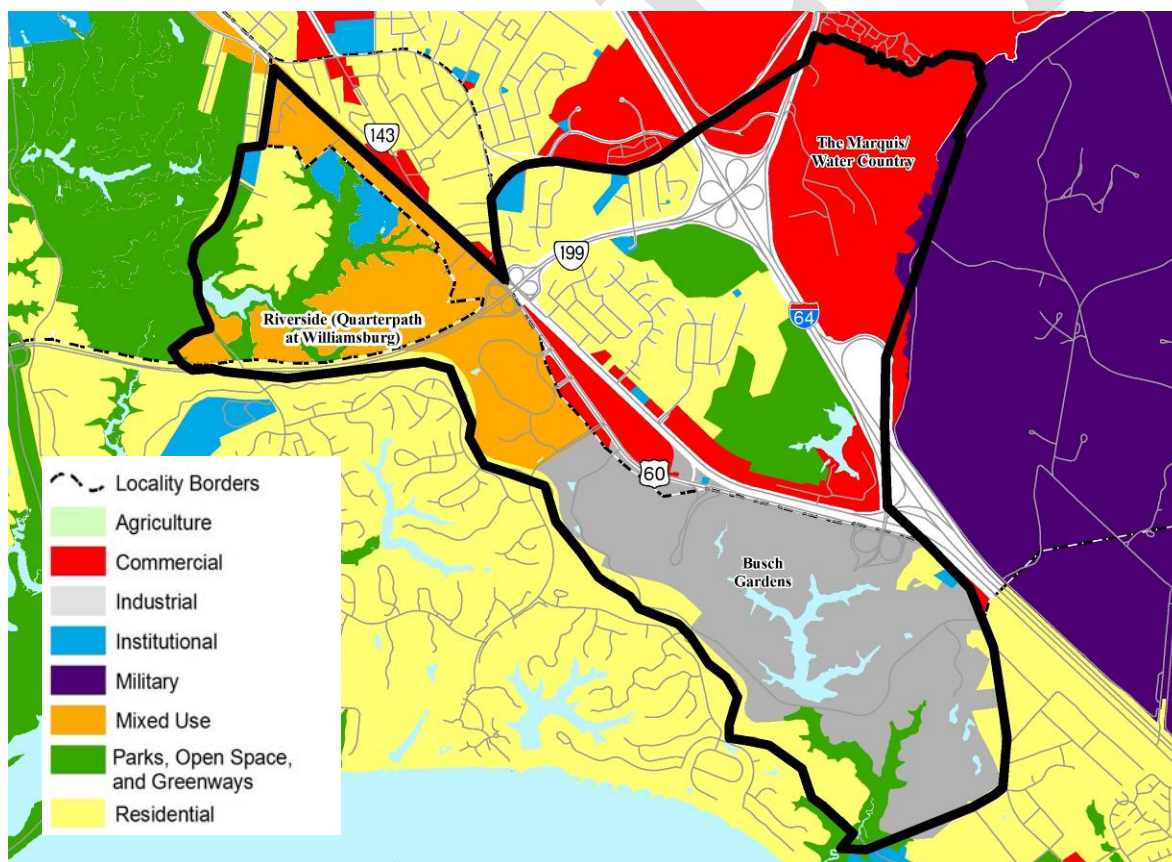 143
The Marquis/
Water Country
199
64
Riverside (Quarterpath
at Williamsburg)
60
Busch
Gardens
Locality Borders
Agriculture
Commercial
Industrial
Institutional
Military
Mixed Use
Parks, Open Space,
and Greenways
Residential